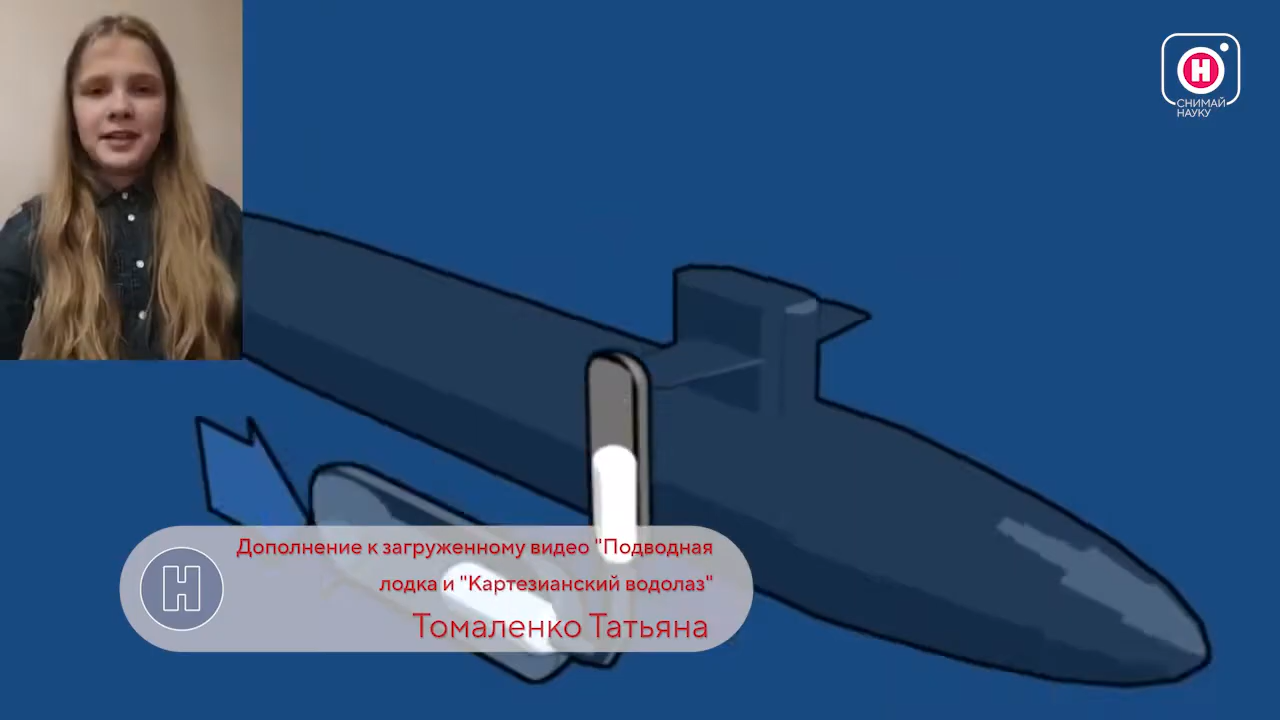 Н
СНИМАЙ
НАУКУ
Дополнение к загруженному видео "Подводная
лодка и "Картезианский водолаз"
Томаленко Татьяна
Н